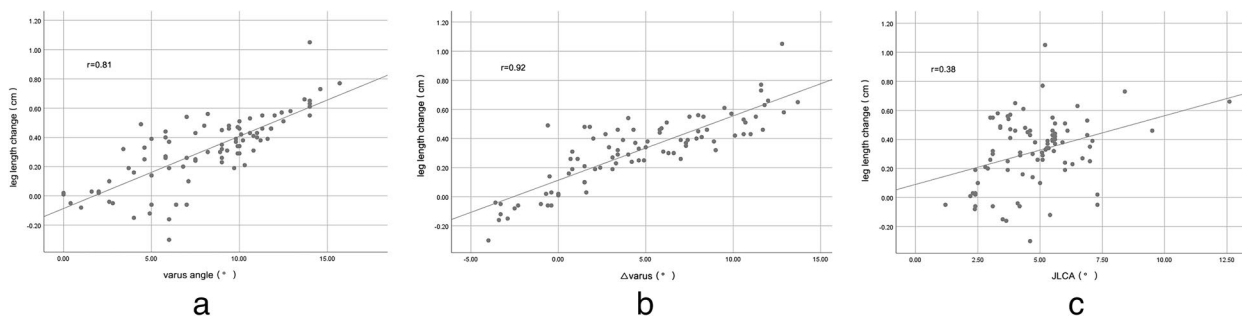 1.20
1.00
0.80
0.60
0.40
0.20
0.00
-0.20
leg length change (cm)
r=0.81
0.00 5.00 10.00 15.00
varus angle (°)
a
1.20
1.00
0.80
0.60
0.40
0.20
0.00
-0.20
leg length change (cm)
r=0.92
-5.00 0.00 5.00 10.00 15.00
△varus (°)
b
1.20
1.00
0.80
0.60
0.40
0.20
0.00
-0.20
leg length change (cm)
r=0.38
0.00 2.50 5.00 7.50 10.00 12.50
JLCA (°)
c